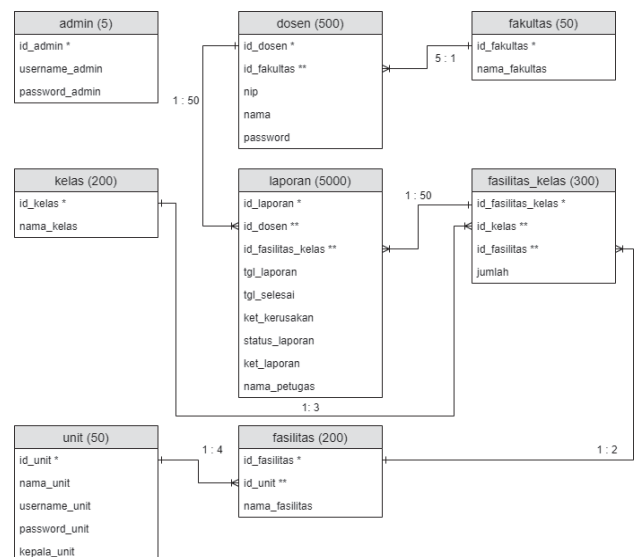 admin (5)
id_admin *
username_admin
password_admin
dosen (500)
id_dosen *
id_fakultas **
nip
nama
password
fakultas (50)
id_fakultas *
nama_fakultas
5 : 1
1 : 50
kelas (200)
id_kelas *
nama_kelas
laporan (5000)
id_laporan *
id_dosen **
id_fasilitas_kelas **
tgl_laporan
tgl_selesai
ket_kerusakan
status_laporan
ket_laporan
nama_petugas
1 : 50
fasilitas_kelas (300)
id_fasilitas_kelas *
id_kelas **
id_fasilitas **
jumlah
1: 3
unit (50)
id_unit *
nama_unit
username_unit
password_unit
kepala_unit
1 : 4
fasilitas (200)
id_fasilitas *
id_unit **
nama_fasilitas
1 : 2